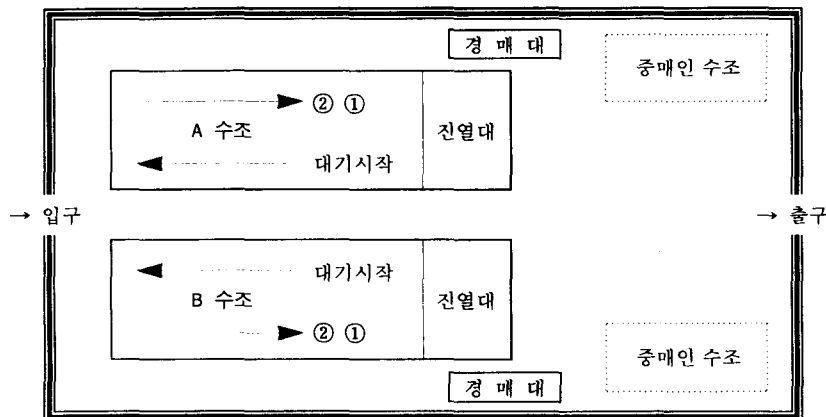 경 매 대
중매인 수조
② ①
A 수조
진열대
대기시작
→ 입구
→ 출구
대기시작
B 수조
진열대
② ①
중매인 수조
경 매 대